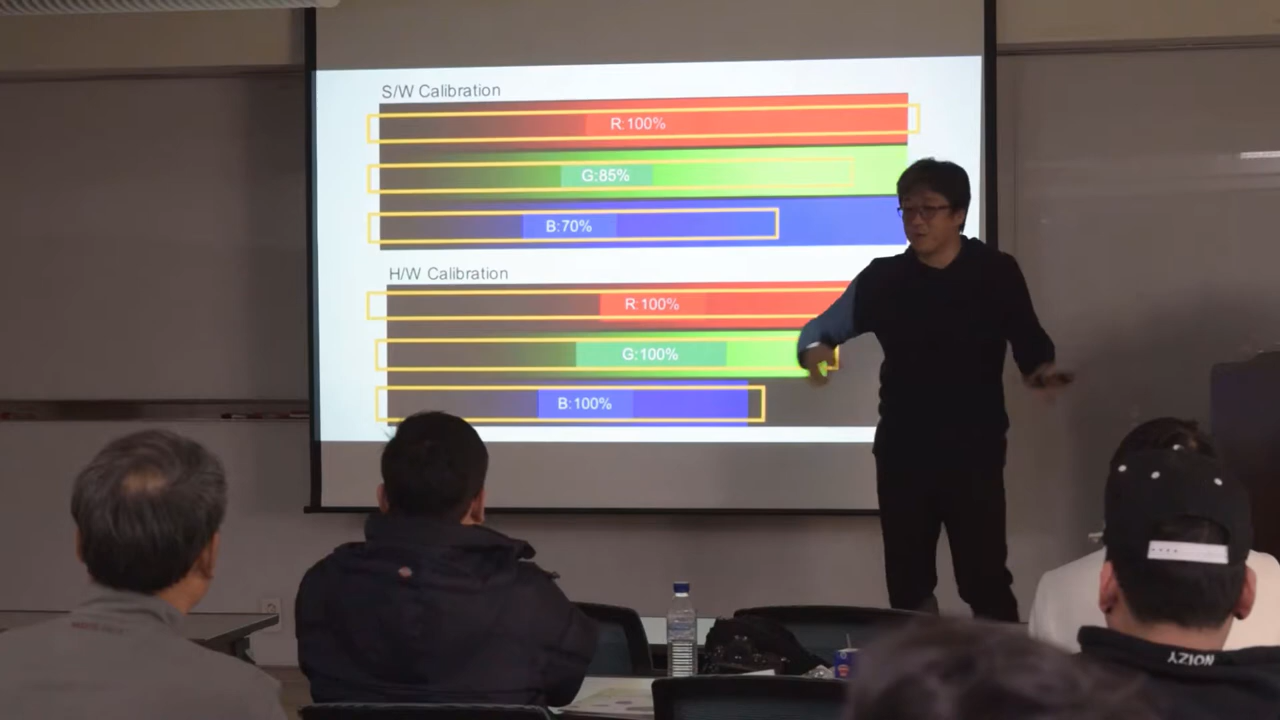 S/W Calibration
R:100%
G:85%
B:70%
H/W Calibration
R:100%
G:100%
B:100%
NOIZY